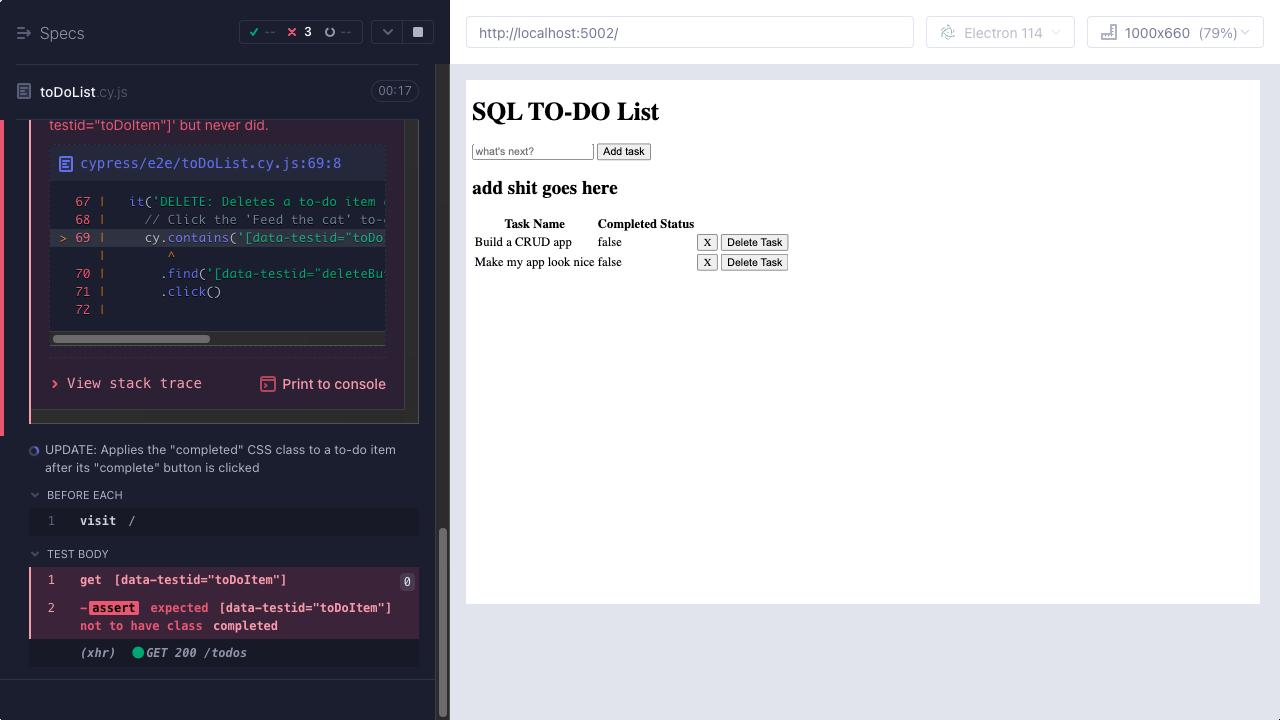 Specs
-- 3 --
toDoList.cy.js
00:17
testid="toDoItem"]' but never did.
cypress/e2e/toDoList.cy.js:69:8
67 | it('DELETE: Deletes a to-do item
68 | // Click the 'Feed the cat' to-
> 69 | cy.contains('[data-testid="toDo
| ^
70 | .find('[data-testid="deleteBu
71 | .click()
72 |
View stack trace
Print to console
UPDATE: Applies the "completed" CSS class to a to-do item
after its "complete" button is clicked
BEFORE EACH
1 visit /
TEST BODY
1 get [data-testid="toDoItem"] 0
2 -assert expected [data-testid="toDoItem"]
not to have class completed
(xhr) GET 200 /todos
http://localhost:5002/
Electron 114
1000x660 (79%)
SQL TO-DO List
what's next? Add task
add shit goes here
Task Name Completed Status
Build a CRUD app false X Delete Task
Make my app look nice false X Delete Task